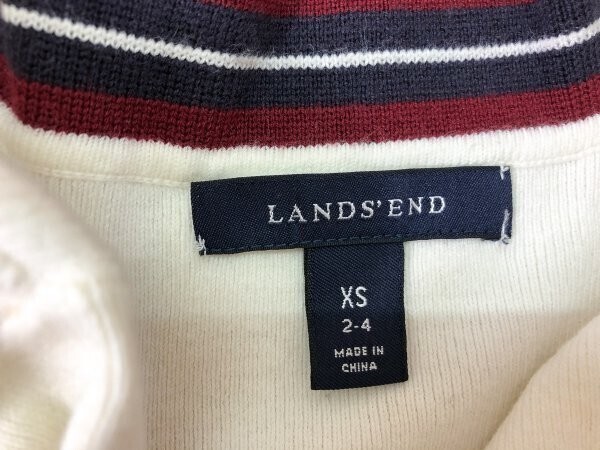 LANDS' END
XS
2-4
MADE IN
CHINA